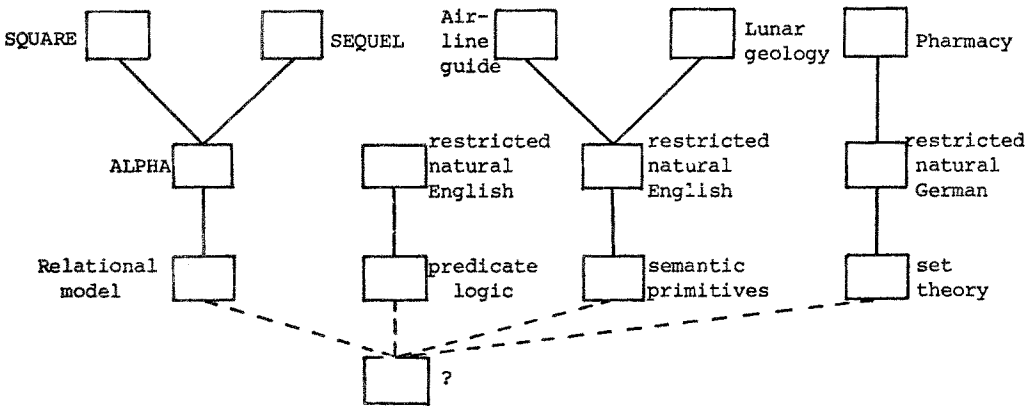 SQUARE
SEQUEL
Air-
line
guide
Lunar
geology
Pharmacy
ALPHA
restricted
natural
English
restricted
natural
English
restricted
natural
German
Relational
model
predicate
logic
semantic
primitives
set
theory
?